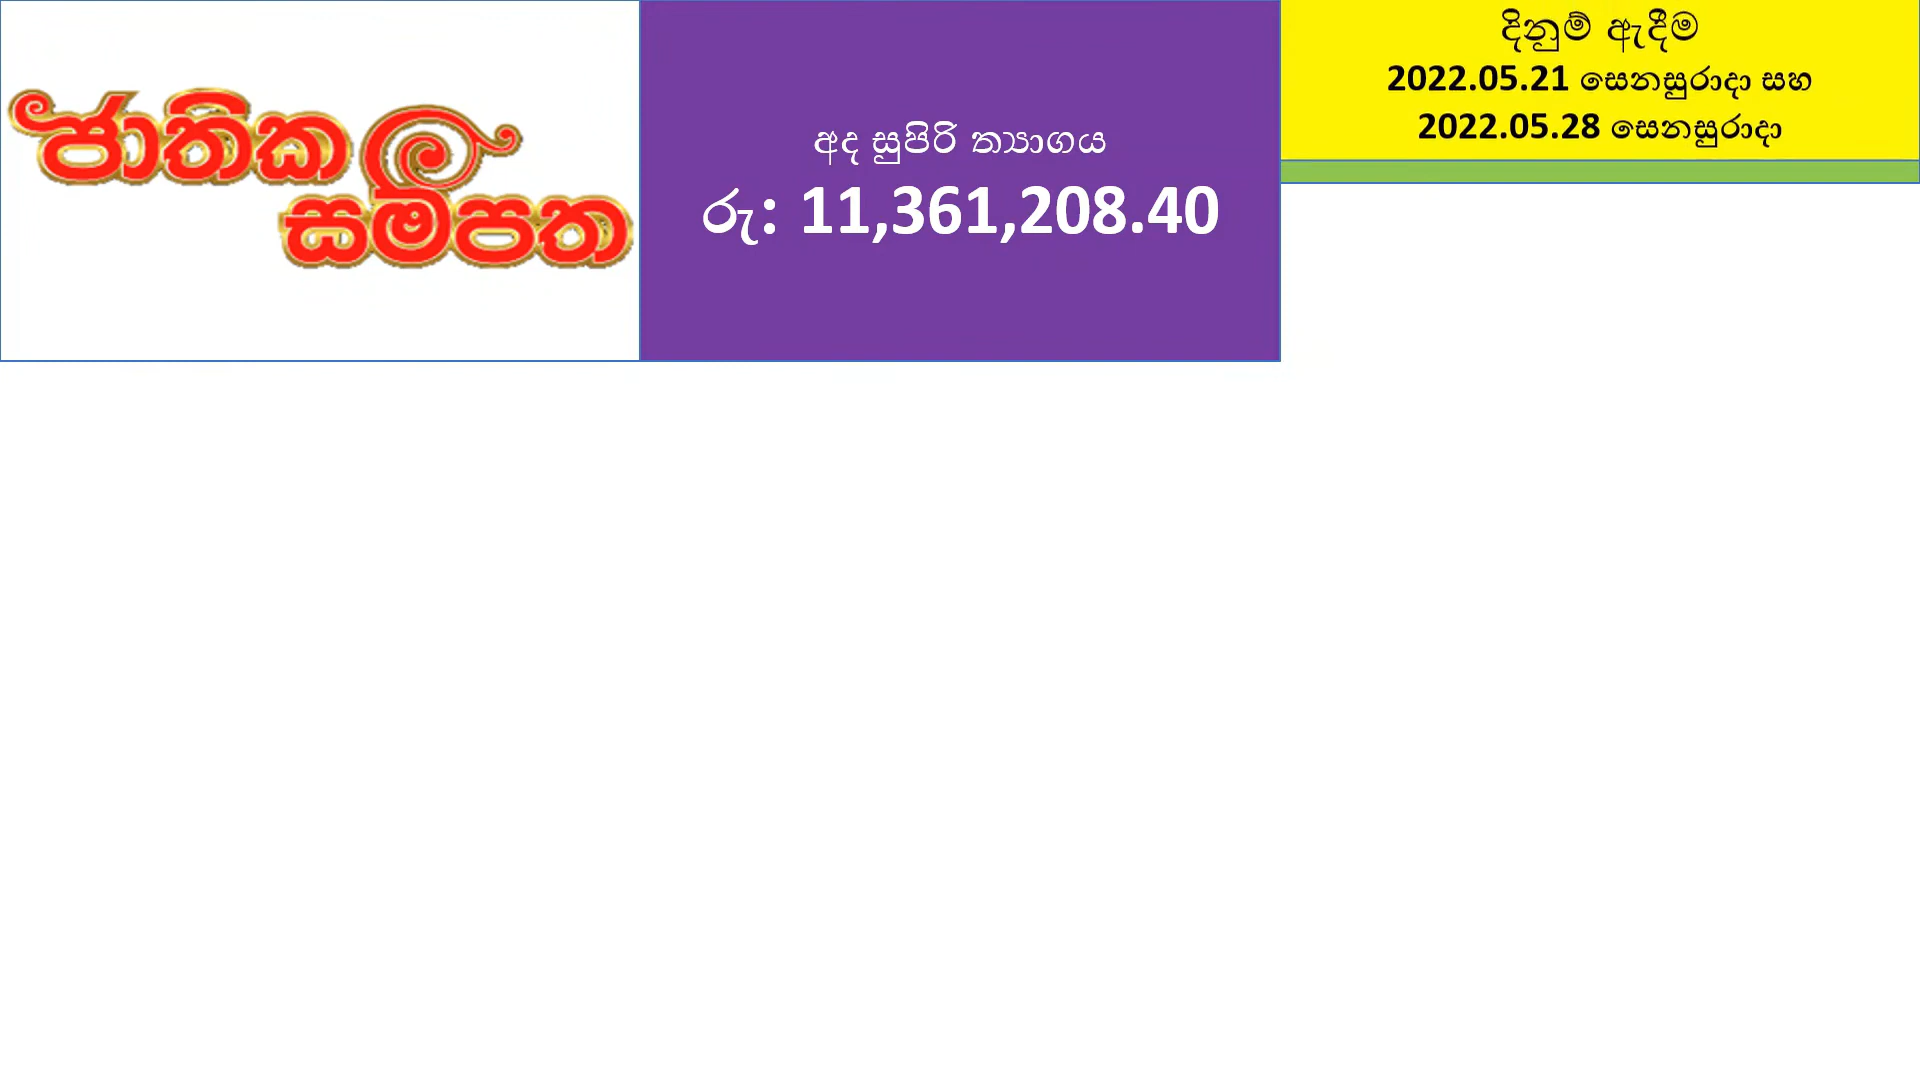 ජාතික
සම්පත
අද සුපිරි ත්‍යාගය
රු: 11,361,208.40
දිනුම් ඇදීම
2022.05.21 සෙනසුරාදා සහ
2022.05.28 සෙනසුරාදා